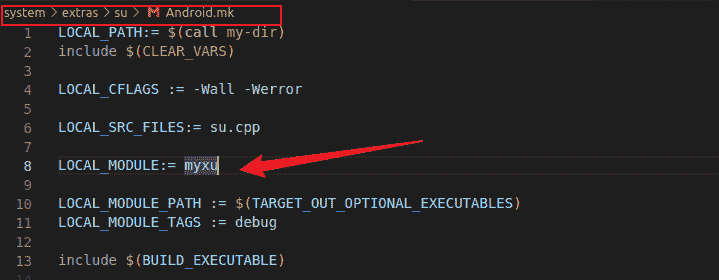 system > extras > su > Android.mk
1 LOCAL_PATH:= $(call my-dir)
2 include $(CLEAR_VARS)
3
4 LOCAL_CFLAGS := -Wall -Werror
5
6 LOCAL_SRC_FILES:= su.cpp
7
8 LOCAL_MODULE:= myxu
9
10 LOCAL_MODULE_PATH := $(TARGET_OUT_OPTIONAL_EXECUTABLES)
11 LOCAL_MODULE_TAGS := debug
12
13 include $(BUILD_EXECUTABLE)
14